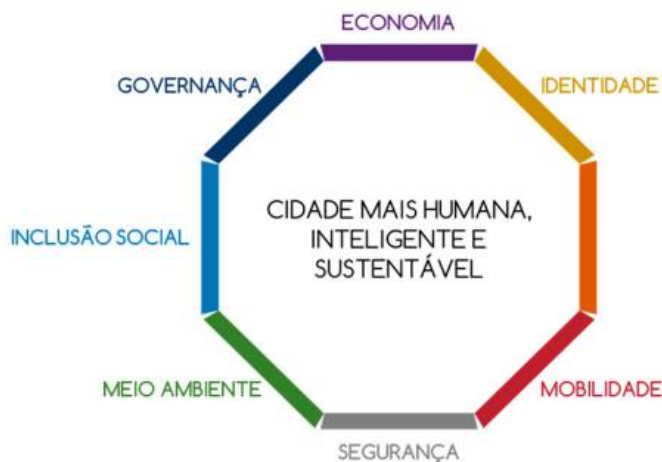 ECONOMIA
GOVERNANÇA
IDENTIDADE
INCLUSÃO SOCIAL
CIDADE MAIS HUMANA,
INTELIGENTE E
SUSTENTÁVEL
MEIO AMBIENTE
MOBILIDADE
SEGURANÇA